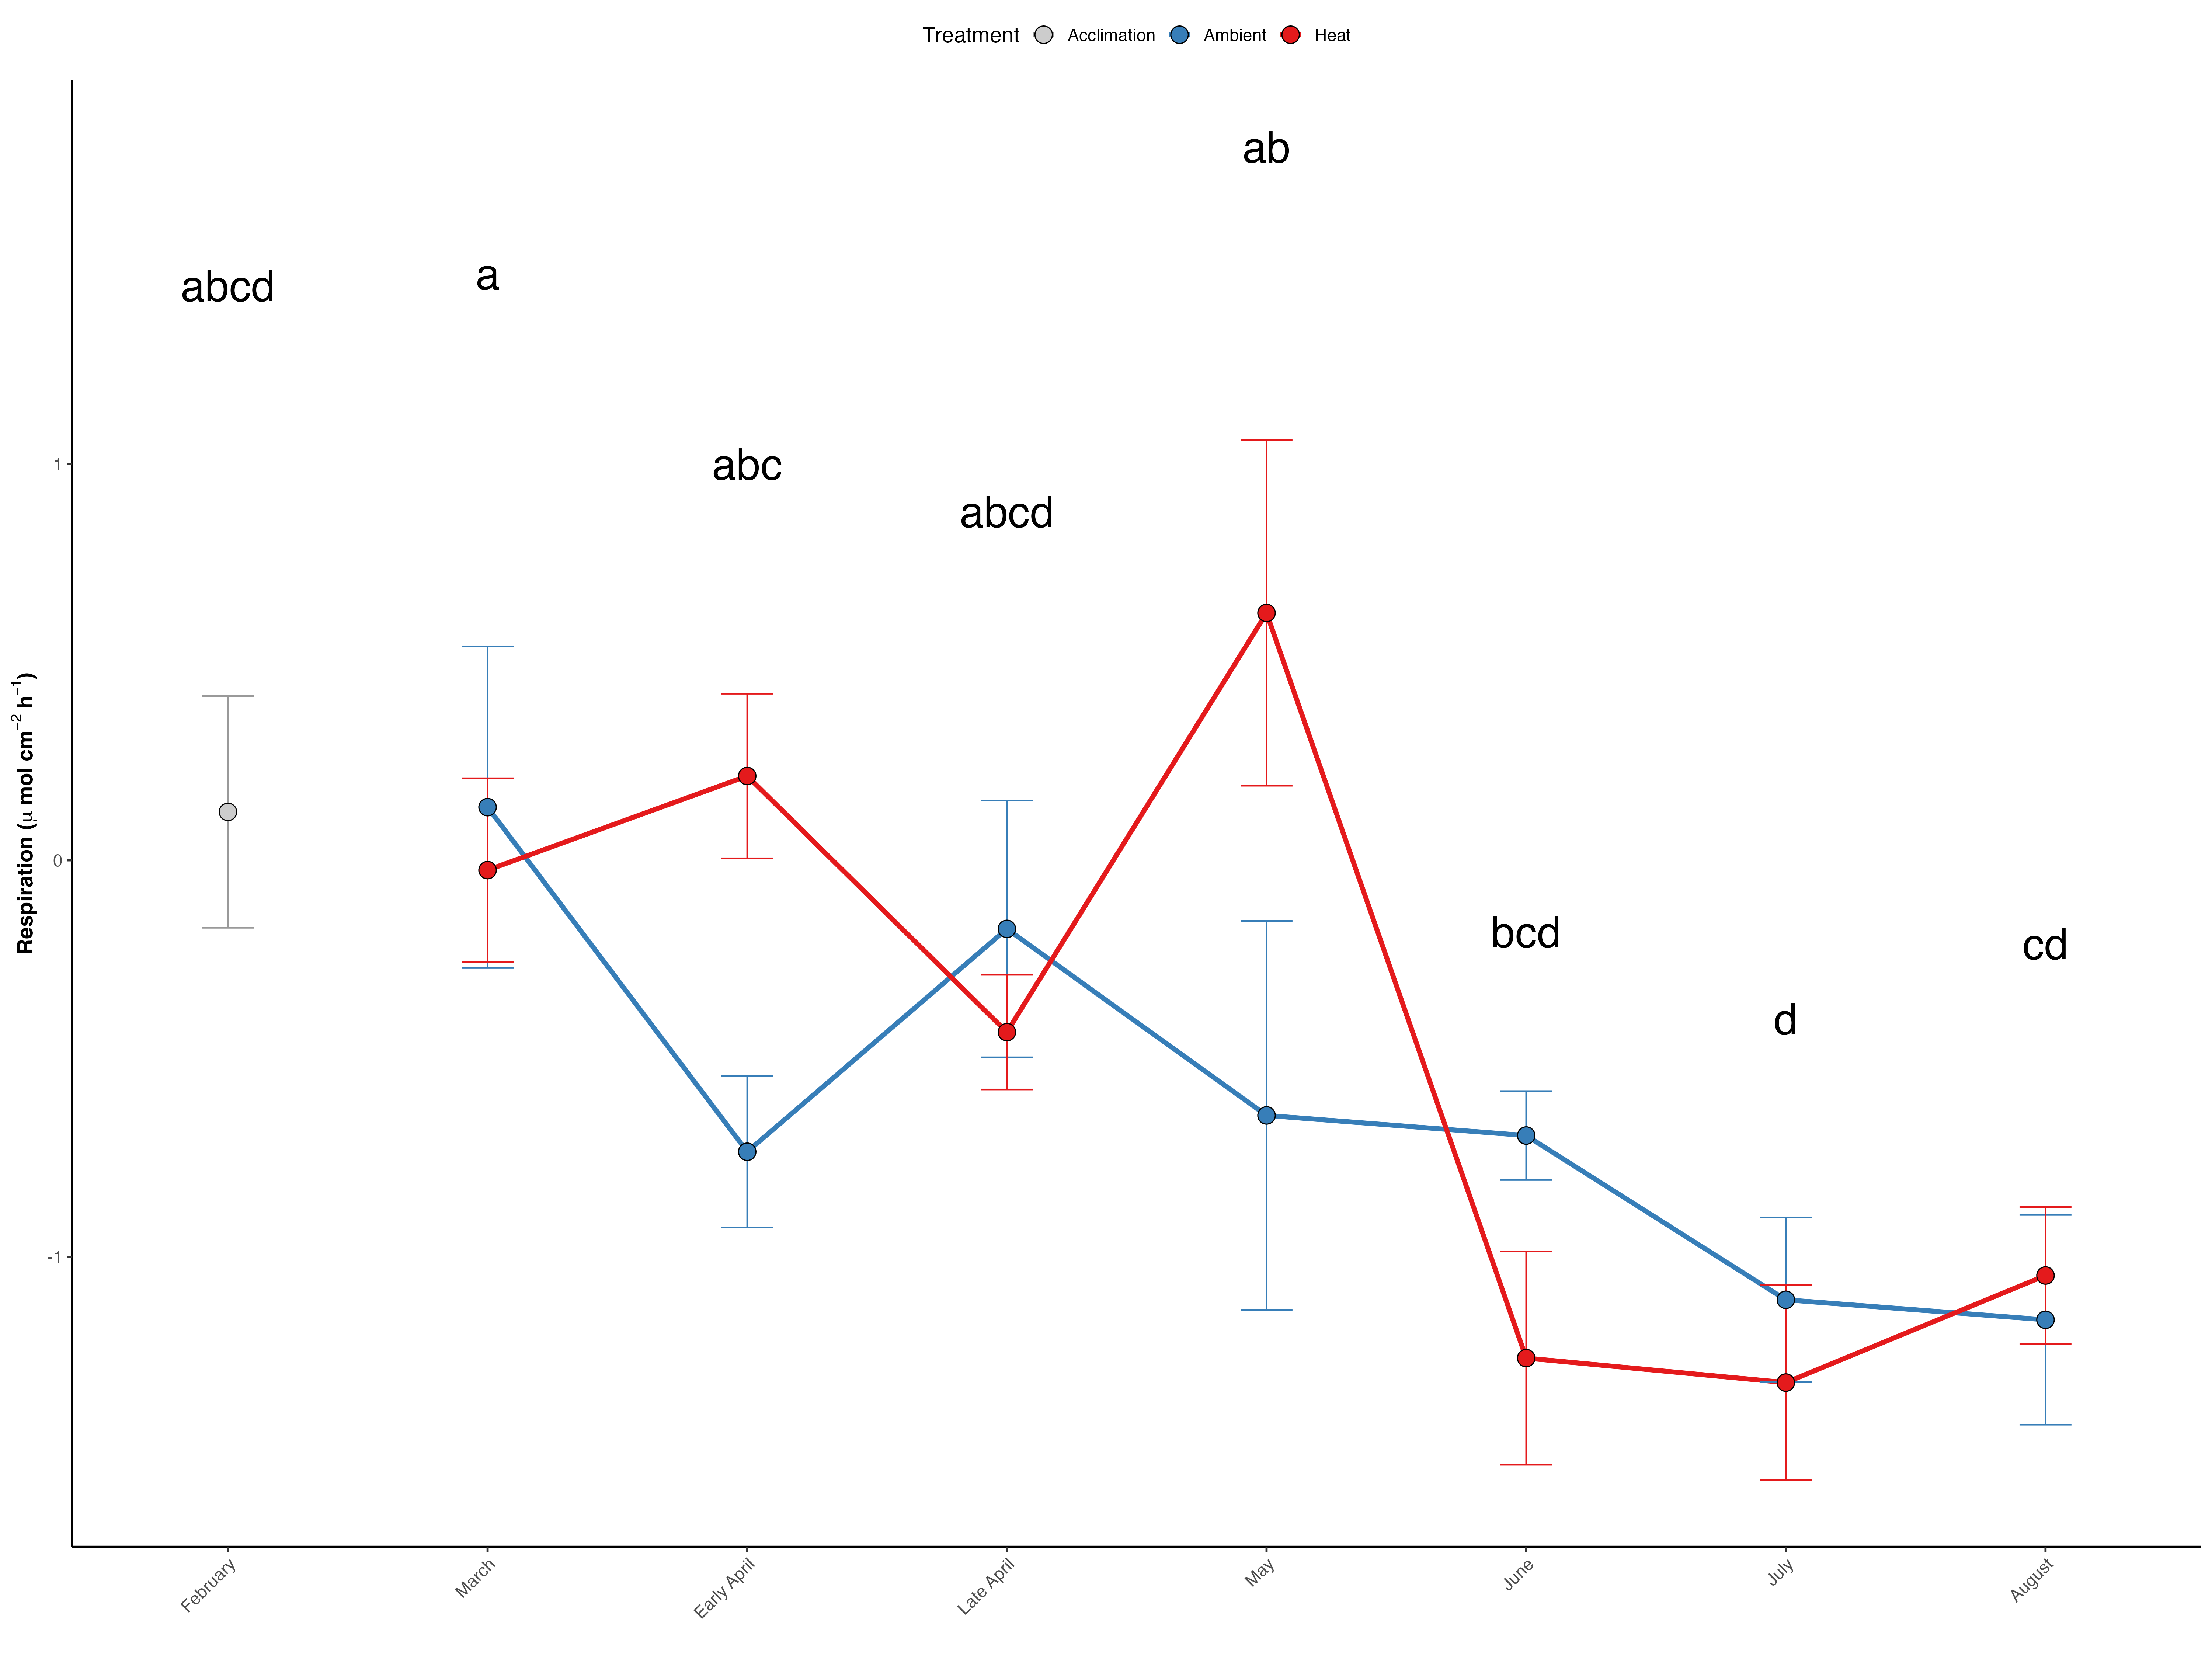 Treatment Acclimation Ambient Heat
ab
abcd
a
abc
abcd
bcd
cd
d
Respiration (μ mol cm⁻² h⁻¹)
1
0
-1
February
March
Early April
Late April
May
June
July
August